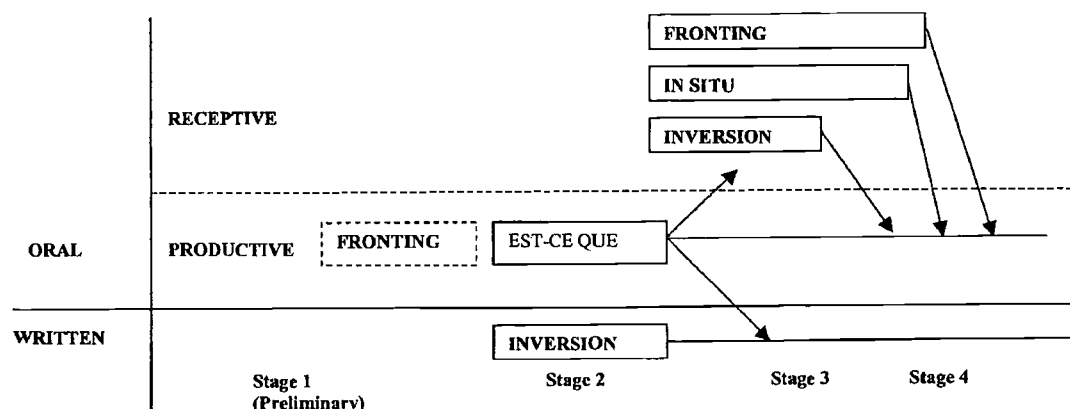 FRONTING
IN SITU
RECEPTIVE
INVERSION
ORAL
PRODUCTIVE
FRONTING
EST-CE QUE
WRITTEN
INVERSION
Stage 1
(Preliminary)
Stage 2
Stage 3
Stage 4